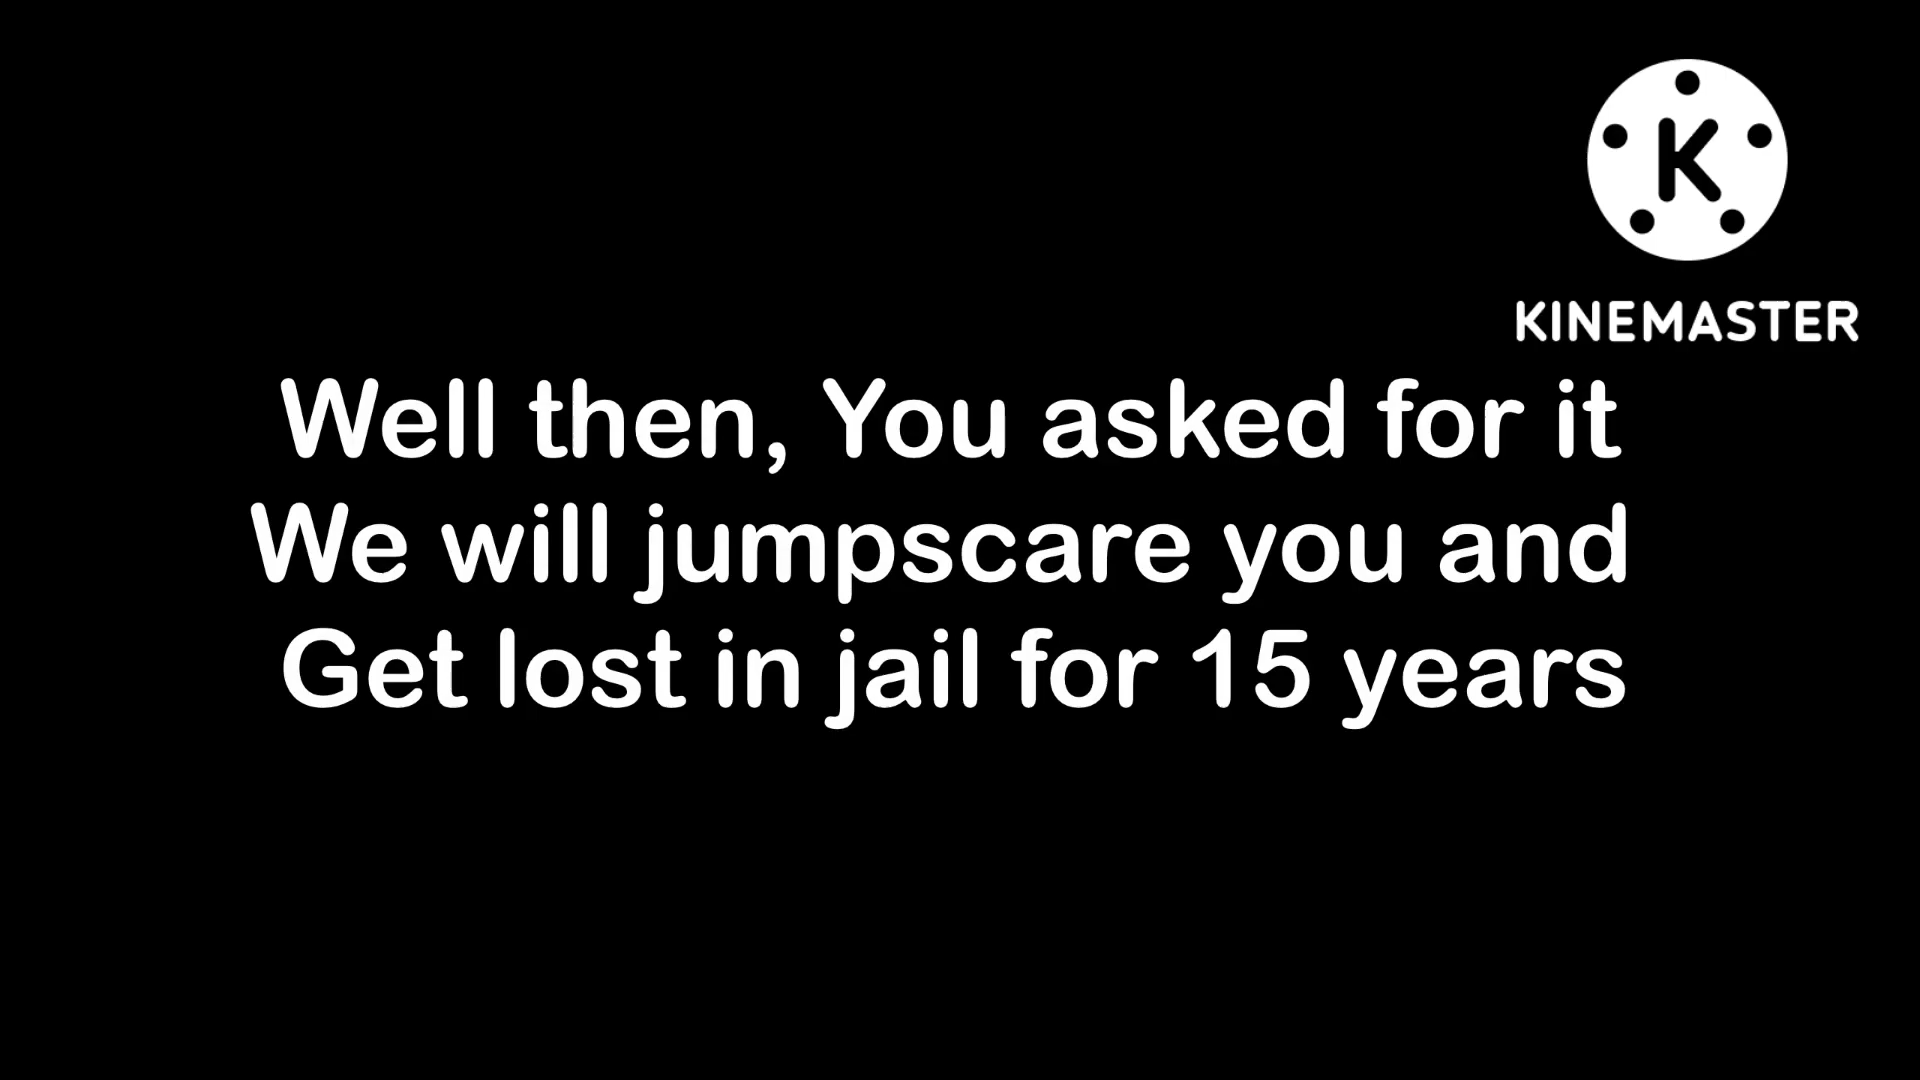 K
KINEMASTER
Well then, You asked for it
We will jumpscare you and
Get lost in jail for 15 years